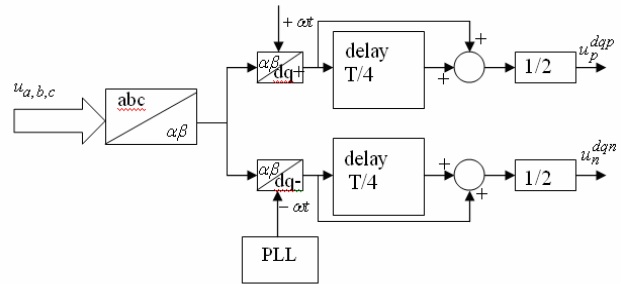 + ωt
u_p^{dqp}
αβ
dq+
delay
T/4
+
+
1/2
u_{a,b,c}
abc
αβ
u_n^{dqn}
αβ
dq-
delay
T/4
+
+
1/2
− ωt
PLL